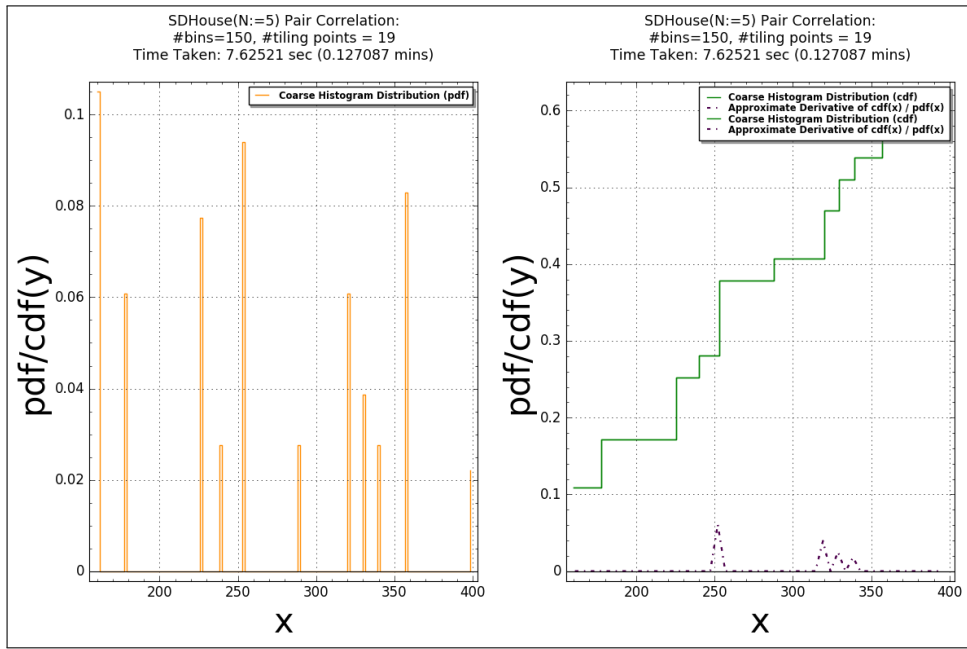 SDHouse(N:=5) Pair Correlation:
#bins=150, #tiling points = 19
Time Taken: 7.62521 sec (0.127087 mins)
Coarse Histogram Distribution (pdf)
pdf/cdf(y)
0.1
0.08
0.06
0.04
0.02
0
200
250
300
350
400
x
SDHouse(N:=5) Pair Correlation:
#bins=150, #tiling points = 19
Time Taken: 7.62521 sec (0.127087 mins)
Coarse Histogram Distribution (cdf)
Approximate Derivative of cdf(x) / pdf(x)
Coarse Histogram Distribution (cdf)
Approximate Derivative of cdf(x) / pdf(x)
pdf/cdf(y)
0.6
0.5
0.4
0.3
0.2
0.1
0
200
250
300
350
400
x